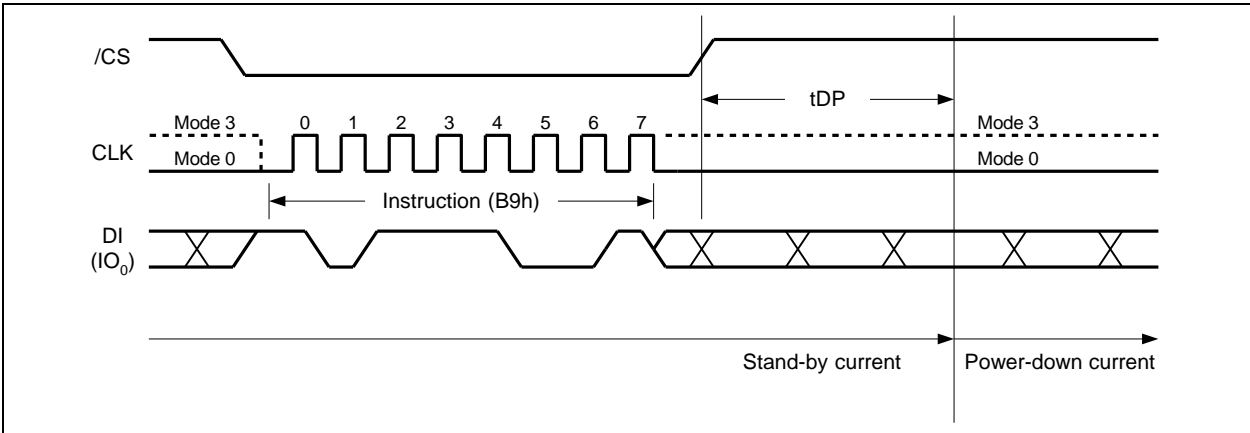 /CS
tDP
Mode 3 0 1 2 3 4 5 6 7 Mode 3
CLK
Mode 0 Mode 0
Instruction (B9h)
DI
(IO₀)
Stand-by current Power-down current